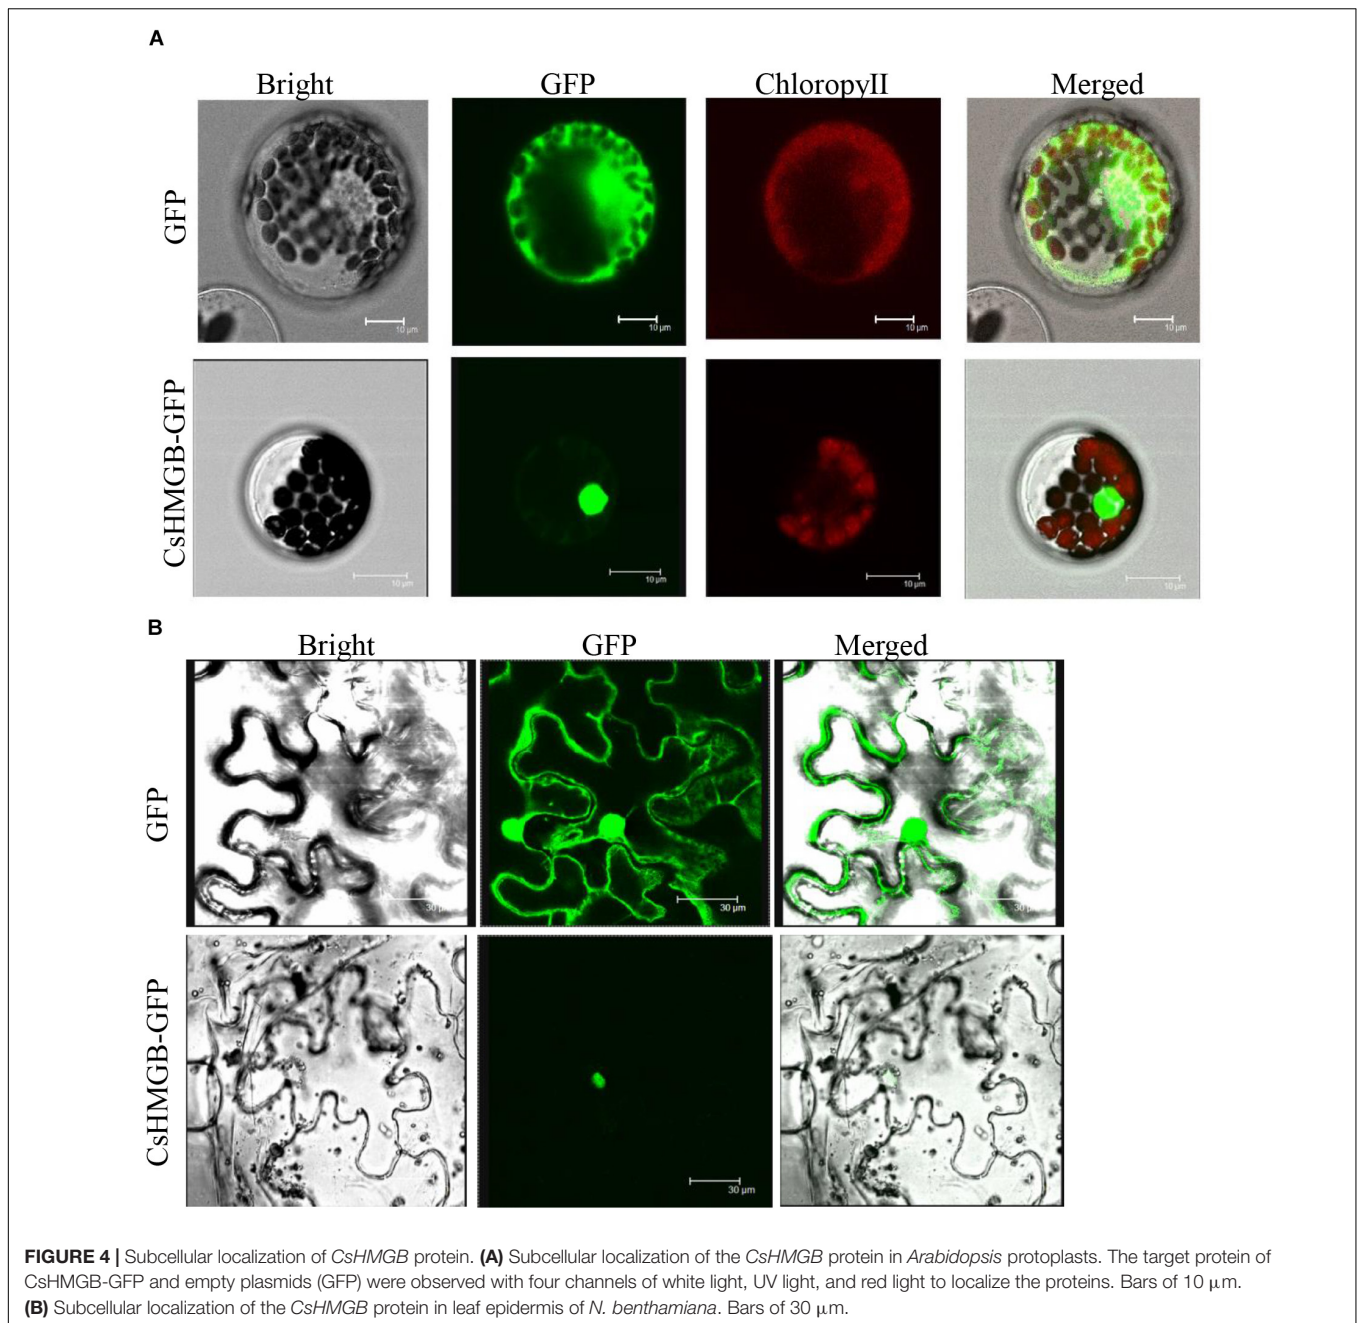 A
Bright GFP ChloropyII Merged
GFP
10 µm 10 µm 10 µm 10 µm
CsHMGB-GFP
10 µm 10 µm 10 µm 10 µm
B
Bright GFP Merged
GFP
30 µm 30 µm 30 µm
CsHMGB-GFP
30 µm
FIGURE 4 | Subcellular localization of CsHMGB protein. (A) Subcellular localization of the CsHMGB protein in Arabidopsis protoplasts. The target protein of
CsHMGB-GFP and empty plasmids (GFP) were observed with four channels of white light, UV light, and red light to localize the proteins. Bars of 10 µm.
(B) Subcellular localization of the CsHMGB protein in leaf epidermis of N. benthamiana. Bars of 30 µm.